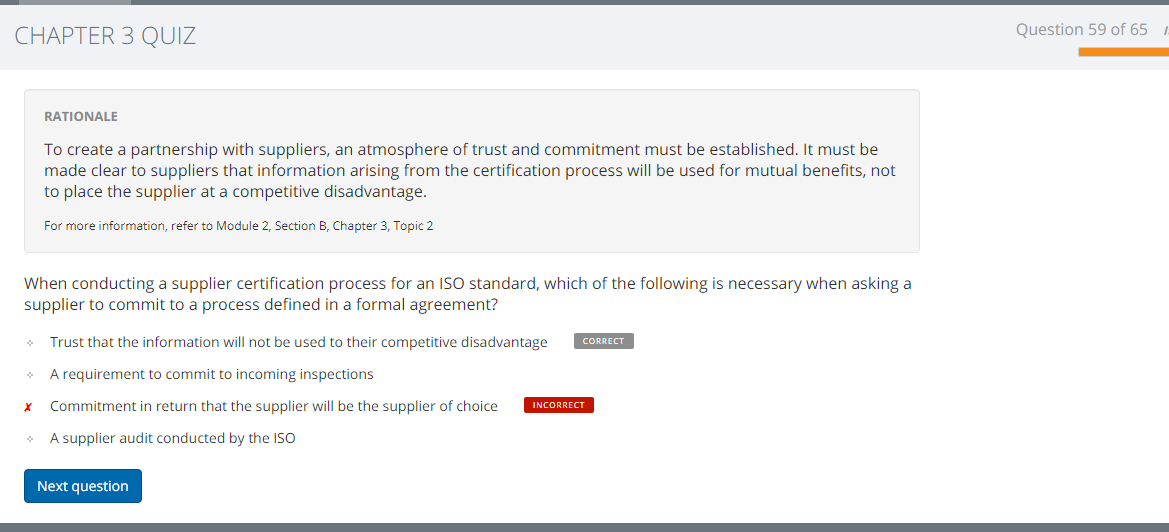 CHAPTER 3 QUIZ
Question 59 of 65
RATIONALE
To create a partnership with suppliers, an atmosphere of trust and commitment must be established. It must be
made clear to suppliers that information arising from the certification process will be used for mutual benefits, not
to place the supplier at a competitive disadvantage.
For more information, refer to Module 2, Section B, Chapter 3, Topic 2
When conducting a supplier certification process for an ISO standard, which of the following is necessary when asking a
supplier to commit to a process defined in a formal agreement?
Trust that the information will not be used to their competitive disadvantage CORRECT
A requirement to commit to incoming inspections
✗ Commitment in return that the supplier will be the supplier of choice INCORRECT
A supplier audit conducted by the ISO
Next question